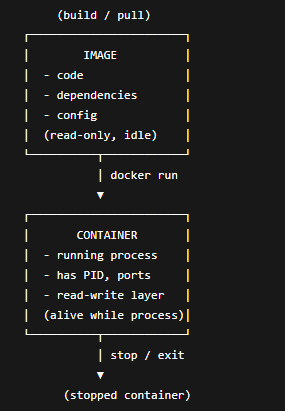 (build / pull)
IMAGE
- code
- dependencies
- config
(read-only, idle)
docker run
CONTAINER
- running process
- has PID, ports
- read-write layer
(alive while process)
stop / exit
(stopped container)